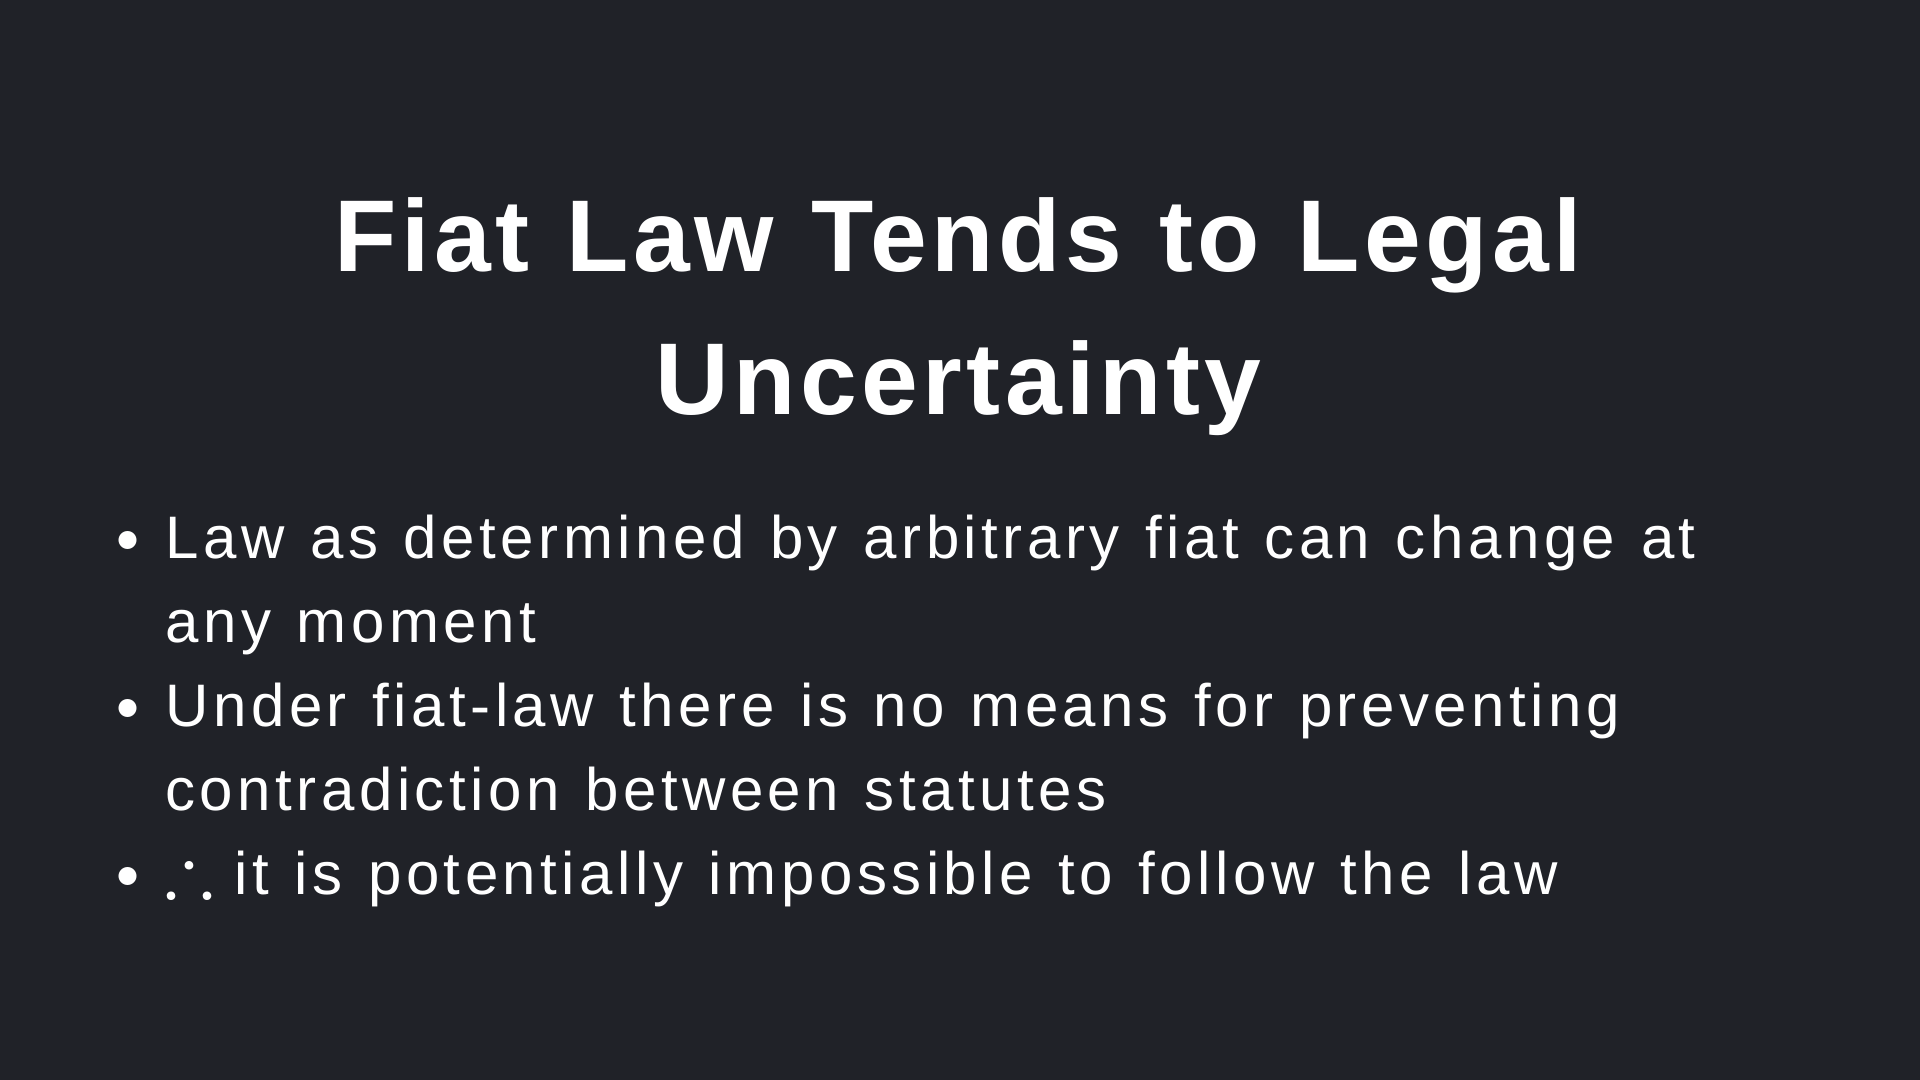 Fiat Law Tends to Legal
Uncertainty
• Law as determined by arbitrary fiat can change at
any moment
• Under fiat-law there is no means for preventing
contradiction between statutes
• ∴ it is potentially impossible to follow the law